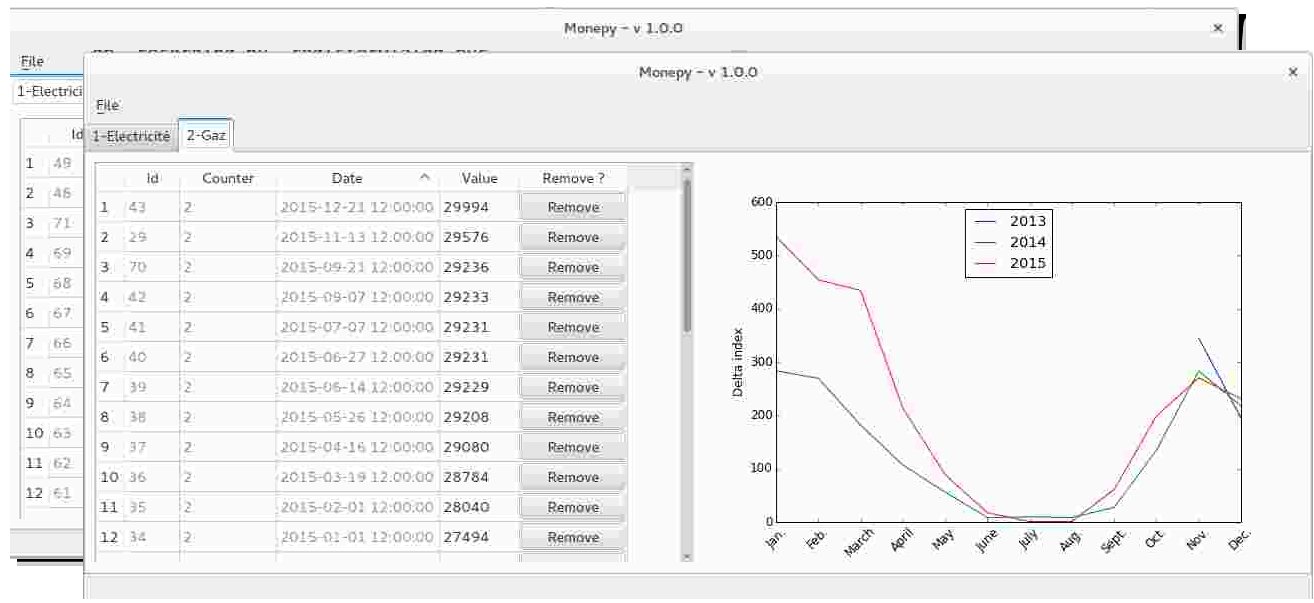 Monepy - v 1.0.0 ×
File
1-Electrici
Id
1 49
2 46
3 71
4 69
5 68
6 67
7 66
8 65
9 64
10 63
11 62
12 61
Monepy - v 1.0.0 ×
File
1-Electricité 2-Gaz
Id Counter Date Value Remove ?
1 43 2 2015-12-21 12:00:00 29994 Remove
2 29 2 2015-11-13 12:00:00 29576 Remove
3 70 2 2015-09-21 12:00:00 29236 Remove
4 42 2 2015-09-07 12:00:00 29233 Remove
5 41 2 2015-07-07 12:00:00 29231 Remove
6 40 2 2015-06-27 12:00:00 29231 Remove
7 39 2 2015-06-14 12:00:00 29229 Remove
8 38 2 2015-05-26 12:00:00 29208 Remove
9 37 2 2015-04-16 12:00:00 29080 Remove
10 36 2 2015-03-19 12:00:00 28784 Remove
11 35 2 2015-02-01 12:00:00 28040 Remove
12 34 2 2015-01-01 12:00:00 27494 Remove
2013
2014
2015
Delta index
600
500
400
300
200
100
0
Jan. Feb. March April May June July Aug. Sept. Oct. Nov. Dec.